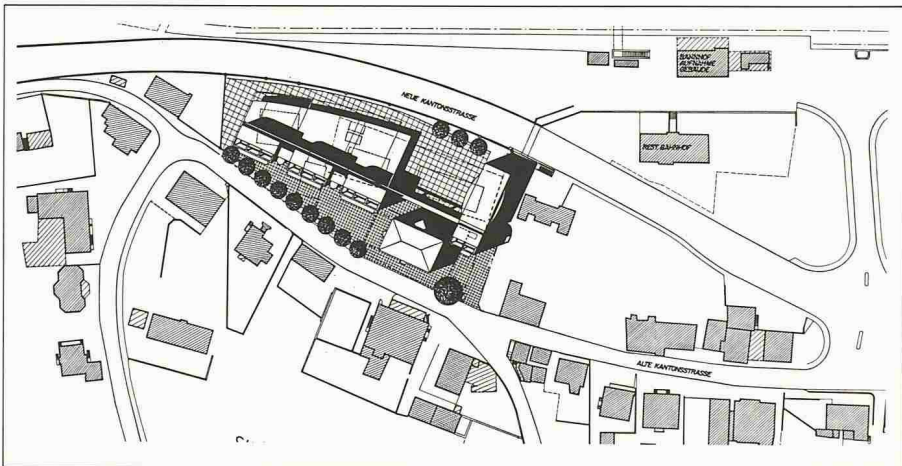 BAHNHOF
AUFNAHME
GEBÄUDE
NEUE KANTONSSTRASSE
REST. BAHNHOF
ALTE KANTONSSTRASSE